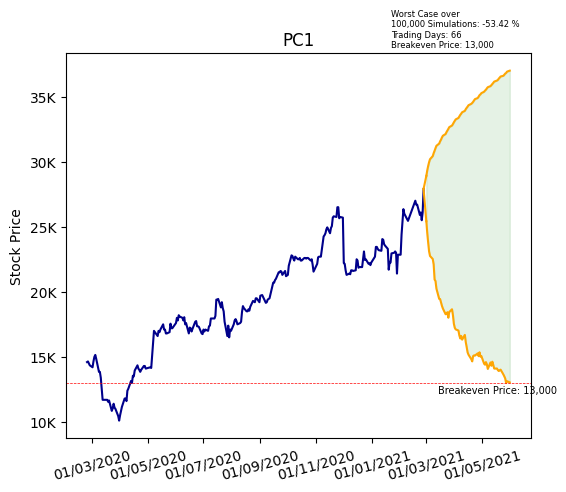 Worst Case over
100,000 Simulations: -53.42 %
Trading Days: 66
Breakeven Price: 13,000
PC1
Stock Price
35K
30K
25K
20K
15K
10K
Breakeven Price: 13,000
01/03/2020
01/05/2020
01/07/2020
01/09/2020
01/11/2020
01/01/2021
01/03/2021
01/05/2021